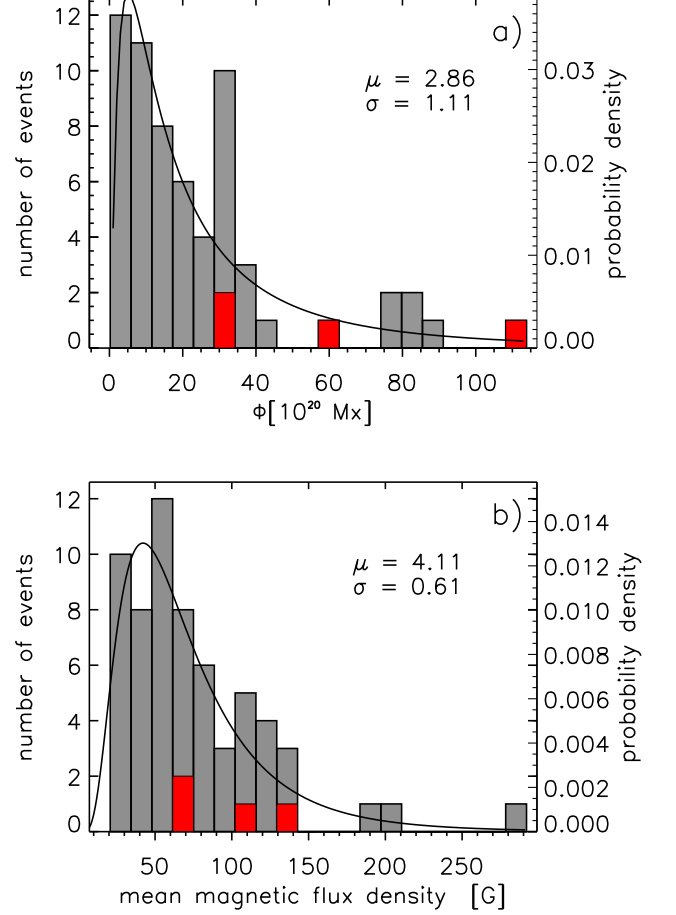 a)
μ = 2.86
σ = 1.11
12
10
8
6
4
2
0
number of events
0.03
0.02
0.01
0.00
probability density
0 20 40 60 80 100
Φ[10²⁰ Mx]
b)
μ = 4.11
σ = 0.61
12
10
8
6
4
2
0
number of events
0.014
0.012
0.010
0.008
0.006
0.004
0.002
0.000
probability density
50 100 150 200 250
mean magnetic flux density [G]